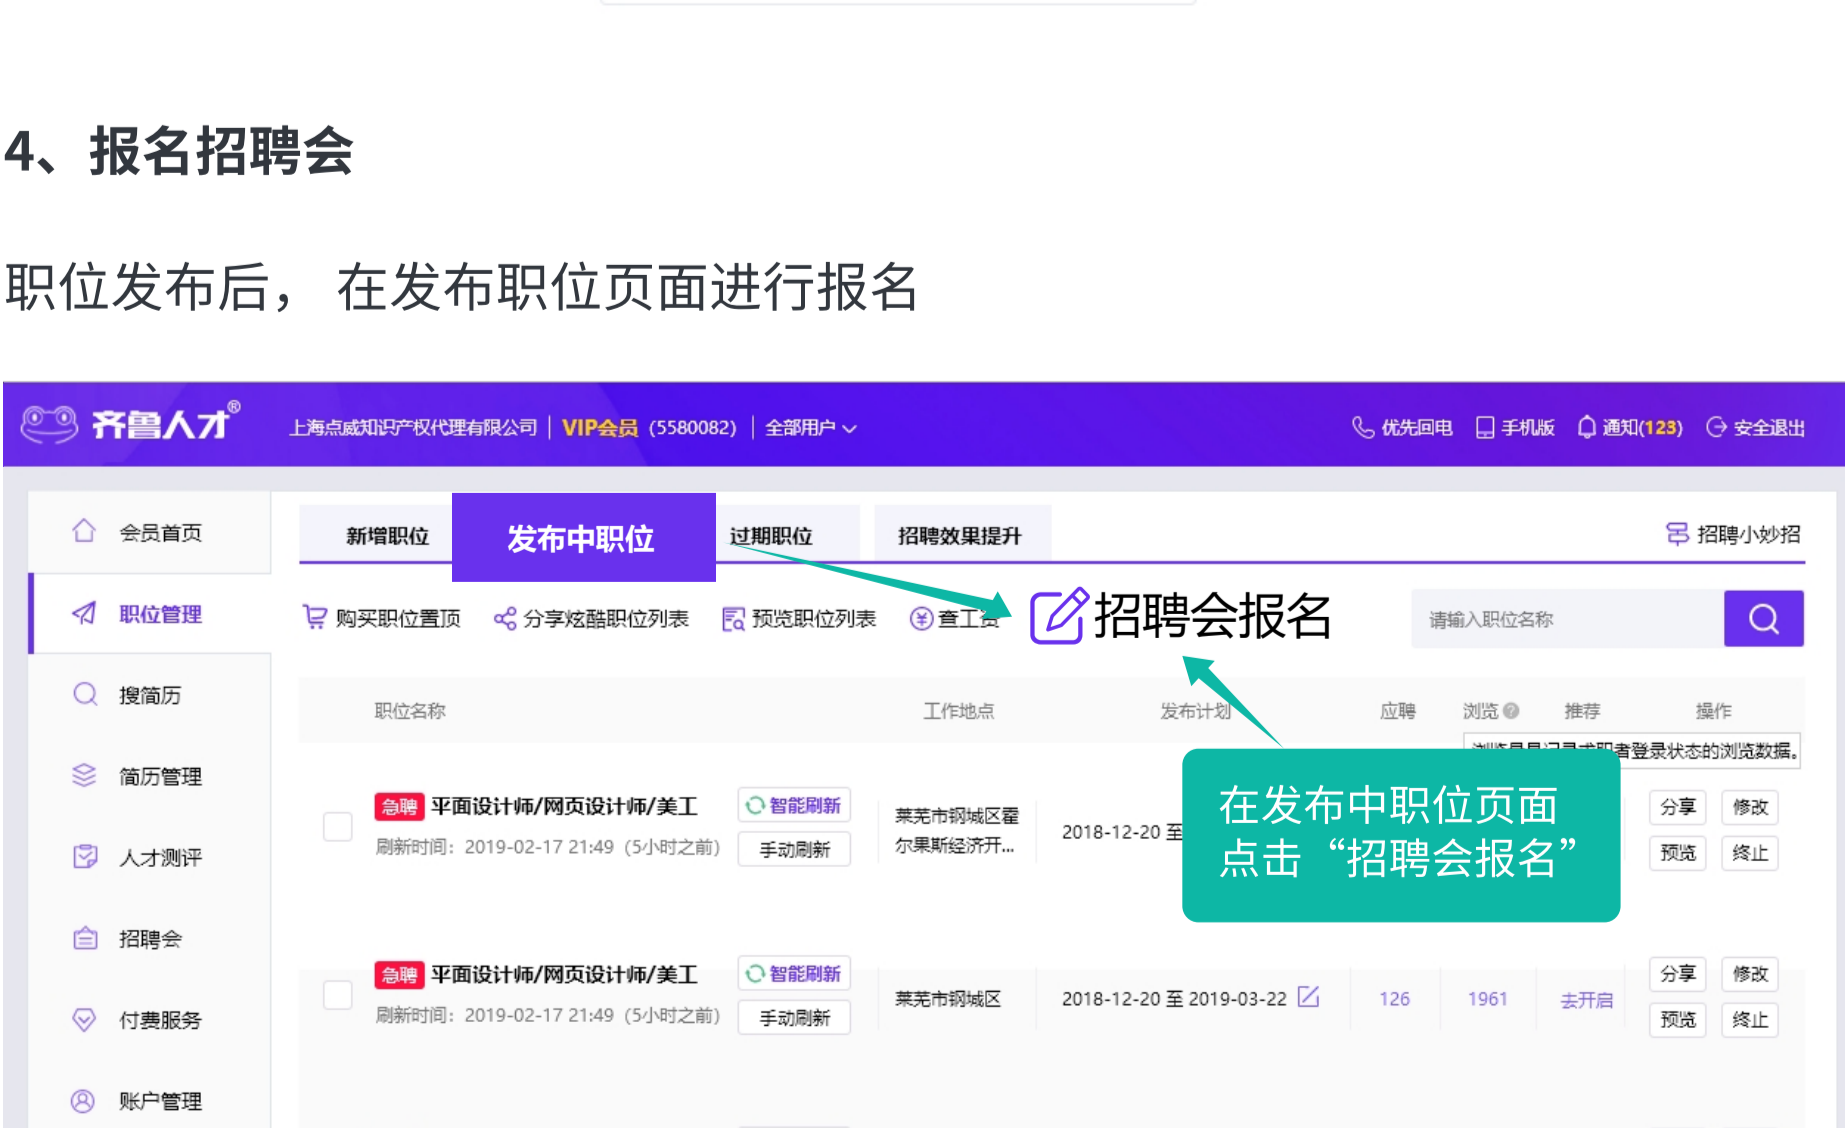 4、报名招聘会
职位发布后， 在发布职位页面进行报名
齐鲁人才®
上海点威知识产权代理有限公司 | VIP会员 (5580082) | 全部用户
优先回电 手机版 通知(123) 安全退出
会员首页
职位管理
搜简历
简历管理
人才测评
招聘会
付费服务
账户管理
新增职位 发布中职位 过期职位 招聘效果提升
招聘小妙招
购买职位置顶 分享炫酷职位列表 预览职位列表 查工资 招聘会报名
请输入职位名称
职位名称 工作地点 发布计划 应聘 浏览 推荐 操作
者登录状态的浏览数据。
急聘 平面设计师/网页设计师/美工 智能刷新
刷新时间：2019-02-17 21:49（5小时之前） 手动刷新
莱芜市钢城区霍
尔果斯经济开...
2018-12-20 至
在发布中职位页面
点击“招聘会报名”
分享 修改
预览 终止
急聘 平面设计师/网页设计师/美工 智能刷新
刷新时间：2019-02-17 21:49（5小时之前） 手动刷新
莱芜市钢城区
2018-12-20 至 2019-03-22
126 1961 去开启
分享 修改
预览 终止